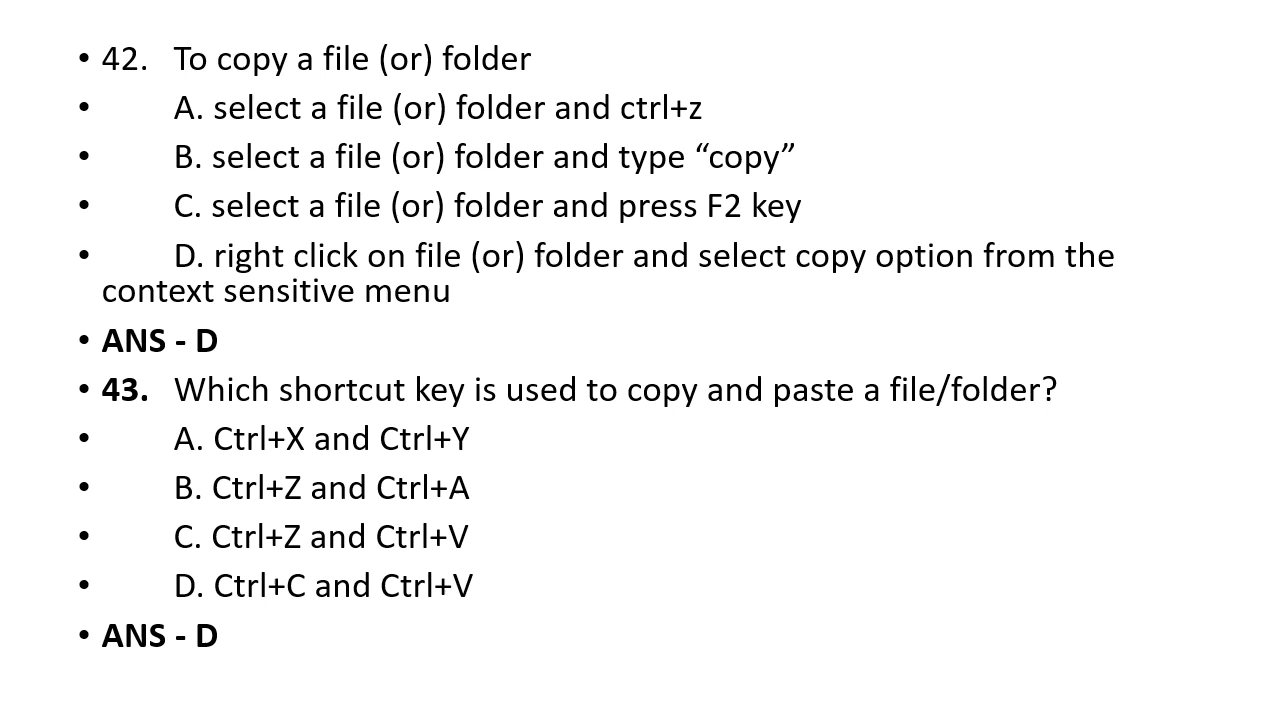 • 42. To copy a file (or) folder
• A. select a file (or) folder and ctrl+z
• B. select a file (or) folder and type “copy”
• C. select a file (or) folder and press F2 key
• D. right click on file (or) folder and select copy option from the
context sensitive menu
• ANS - D
• 43. Which shortcut key is used to copy and paste a file/folder?
• A. Ctrl+X and Ctrl+Y
• B. Ctrl+Z and Ctrl+A
• C. Ctrl+Z and Ctrl+V
• D. Ctrl+C and Ctrl+V
• ANS - D